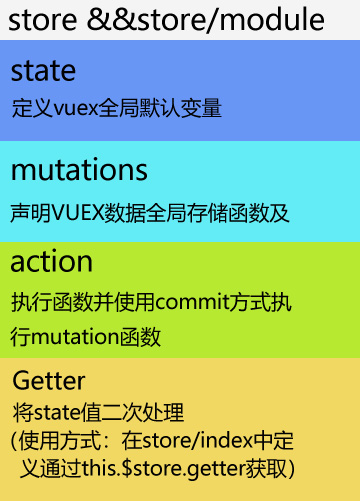 store &&store/module
state
定义vuex全局默认变量
mutations
声明VUEX数据全局存储函数及
action
执行函数并使用commit方式执
行mutation函数
Getter
将state值二次处理
（使用方式：在store/index中定
义通过this.$store.getter获取）